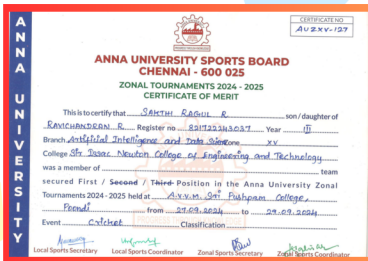 CERTIFICATE NO
AUZXV-127
ANNA UNIVERSITY
ANNA UNIVERSITY SPORTS BOARD
CHENNAI - 600 025
ZONAL TOURNAMENTS 2024 - 2025
CERTIFICATE OF MERIT
This is to certify that SAKTHI RAGUL R son / daughter of
RAVICHANDRAN R Register no 821722243037 Year III
Branch Artificial Intelligence and Data Science Zone XV
College Sir Issac Newton College of Engineering and Technology
was a member of team
secured First / Second / Third Position in the Anna University Zonal
Tournaments 2024 - 2025 held at A.V.V.M. Sri Pushpam College,
Poondi from 27.09.2024 to 29.09.2024
Event Cricket Classification
Local Sports Secretary Local Sports Coordinator Zonal Sports Secretary Zonal Sports Coordinator